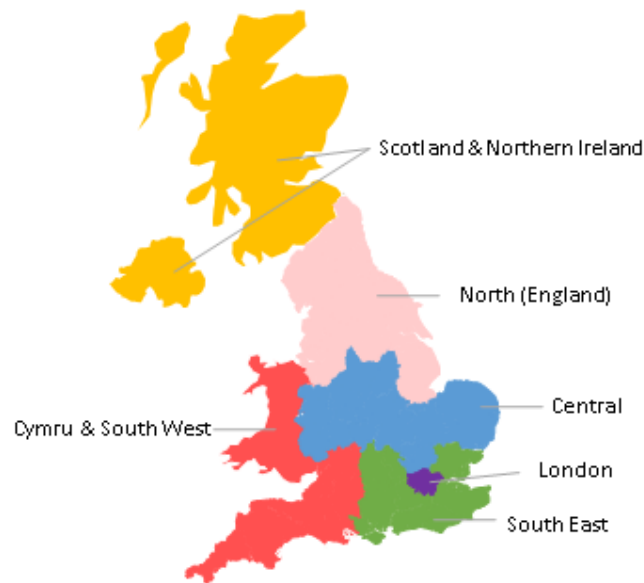 Scotland & Northern Ireland
North (England)
Central
Cymru & South West
London
South East